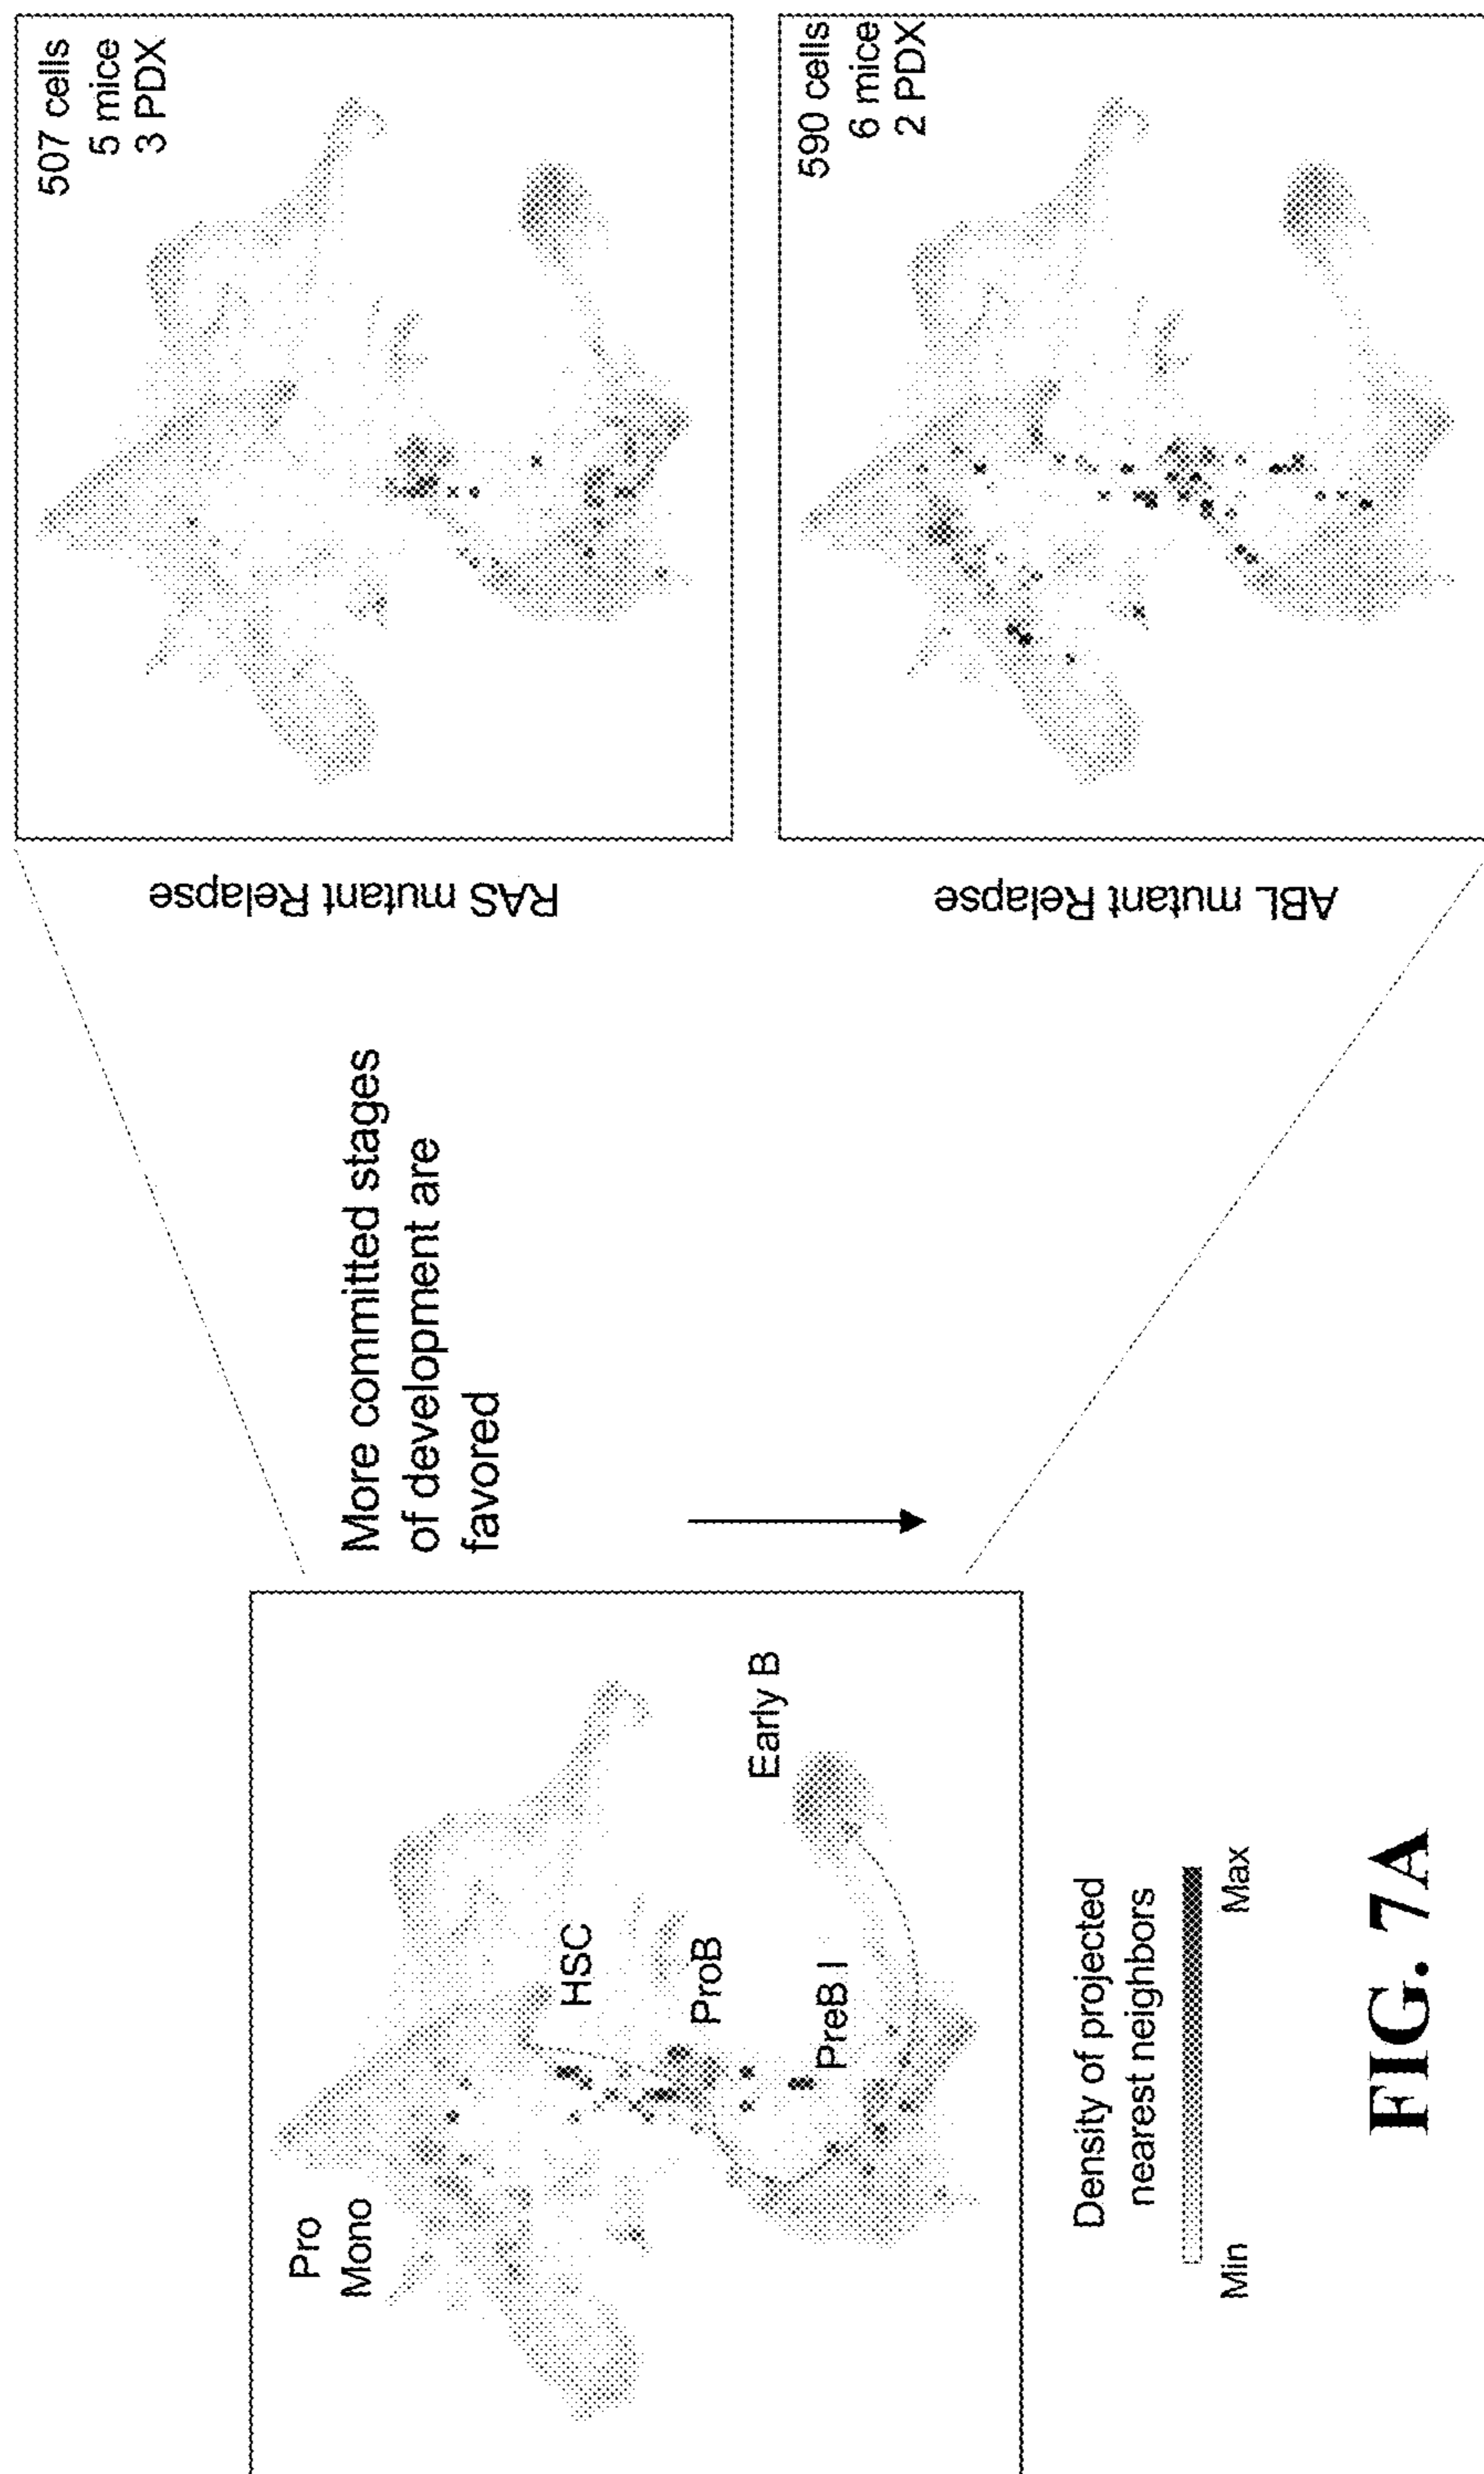 Pro
Mono
HSC
ProB
PreB I
Early B
Density of projected
nearest neighbors
Min
Max
More committed stages
of development are
favored
RAS mutant Relapse
507 cells
5 mice
3 PDX
ABL mutant Relapse
590 cells
6 mice
2 PDX
FIG. 7A